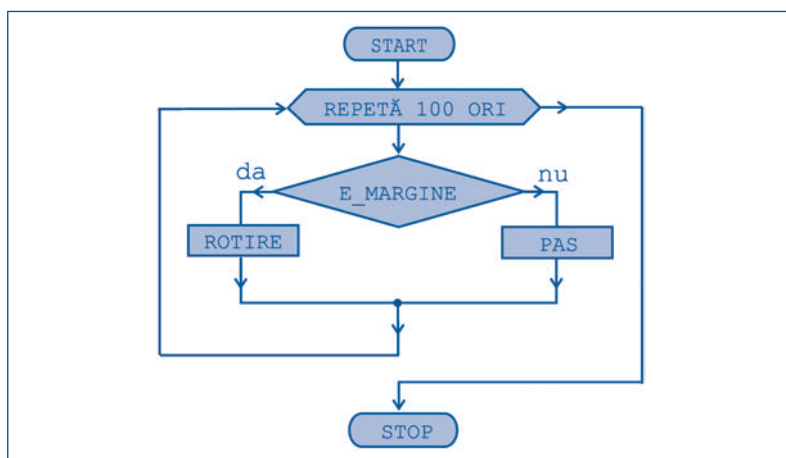 START
REPETĂ 100 ORI
da
nu
E_MARGINE
ROTIRE
PAS
STOP